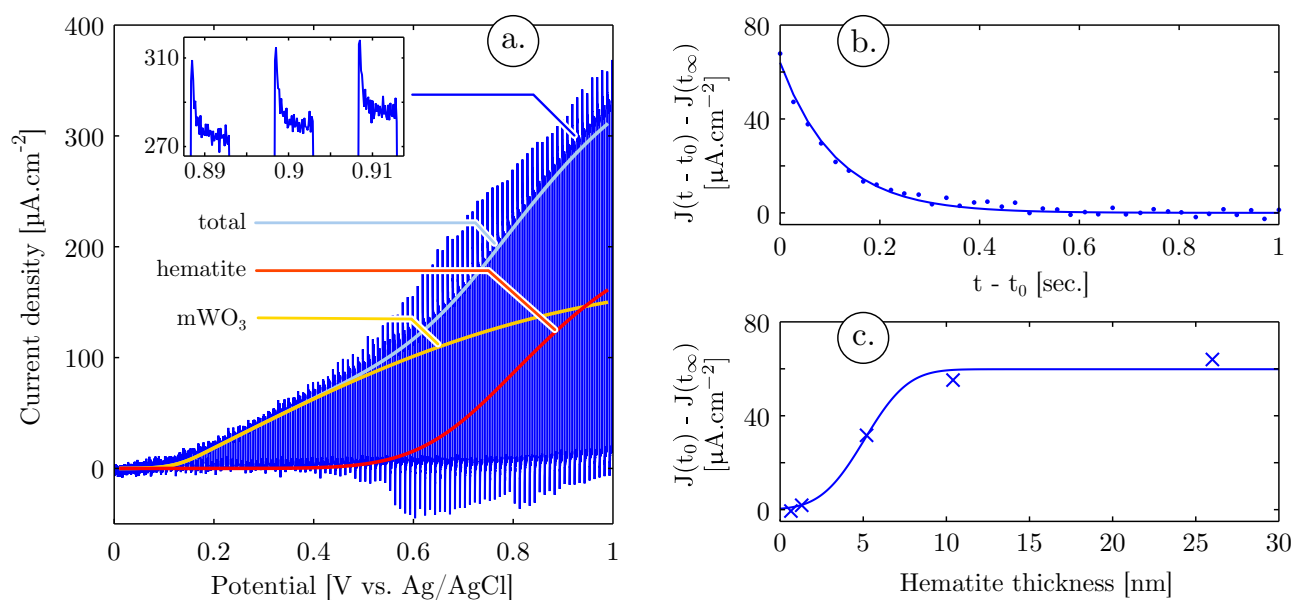 a.
Current density [μA.cm-2]
400
300
200
100
0
0
0.2
0.4
0.6
0.8
1
Potential [V vs. Ag/AgCl]
310
270
0.89
0.9
0.91
total
hematite
mWO3
b.
J(t - t0) - J(t∞)
[μA.cm−2]
80
40
0
0
0.2
0.4
0.6
0.8
1
t - t0 [sec.]
c.
J(t0) - J(t∞)
[μA.cm−2]
80
40
0
0
5
10
15
20
25
30
Hematite thickness [nm]